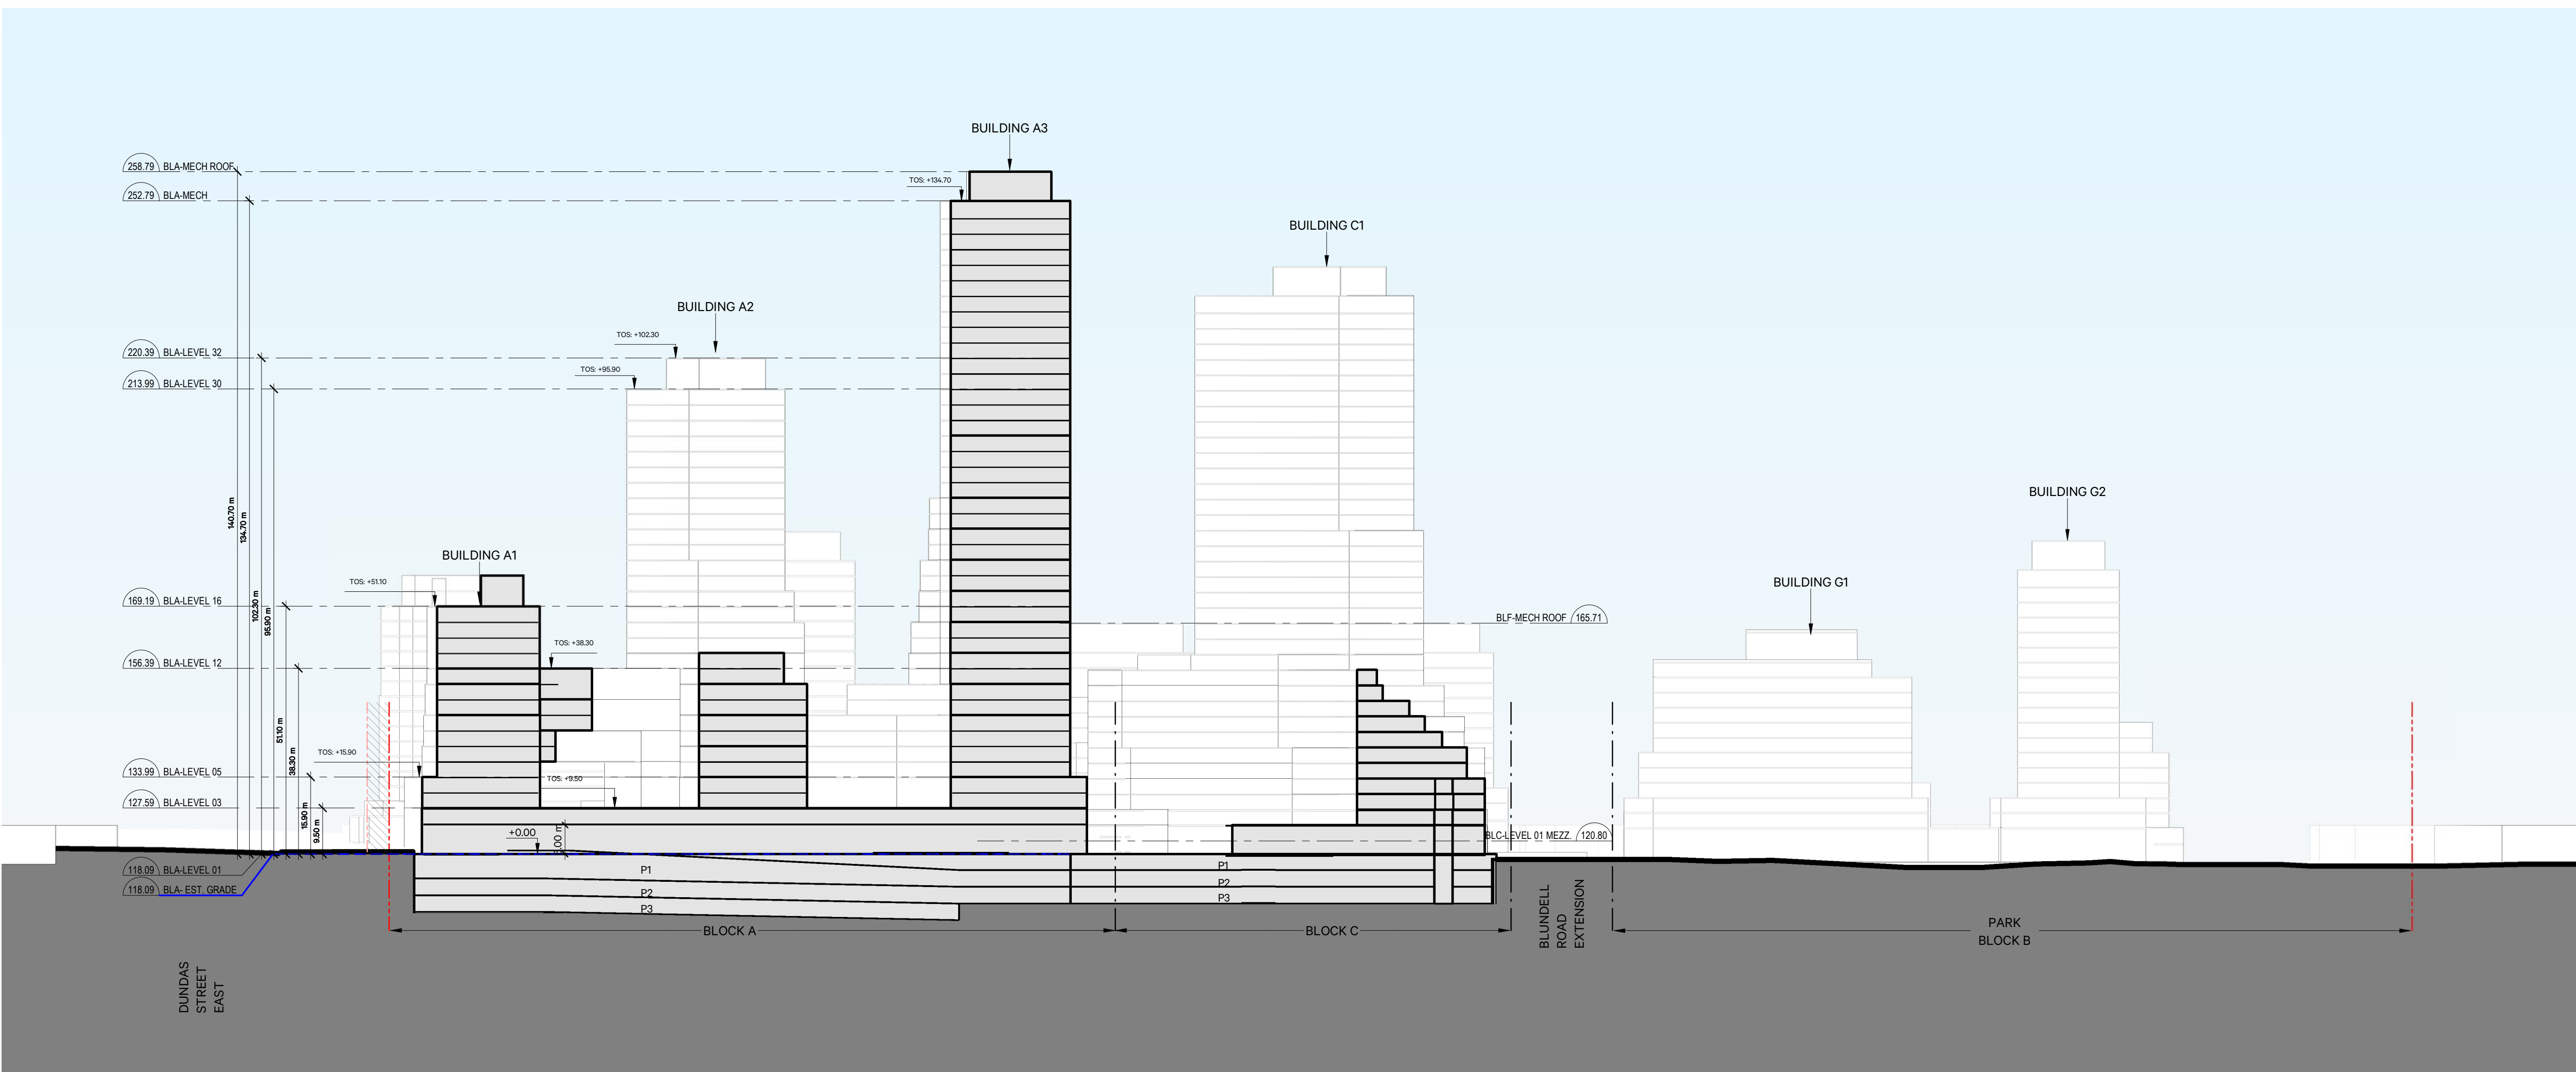 BUILDING A3
258.79 BLA-MECH ROOF
TOS: +134.70
252.79 BLA-MECH
BUILDING C1
BUILDING A2
TOS: +102.30
220.39 BLA-LEVEL 32
TOS: +95.90
213.99 BLA-LEVEL 30
BUILDING G2
140.70 m
134.70 m
BUILDING A1
TOS: +51.10
BUILDING G1
102.30 m
95.90 m
169.19 BLA-LEVEL 16
BLF-MECH ROOF 165.71
TOS: +38.30
156.39 BLA-LEVEL 12
51.10 m
38.30 m
TOS: +15.90
133.99 BLA-LEVEL 05
TOS: +9.50
127.59 BLA-LEVEL 03
15.90 m
9.50 m
+0.00
BLC-LEVEL 01 MEZZ. 120.80
118.09 BLA-LEVEL 01
P1
P1
118.09 BLA- EST. GRADE
P2
P2
P3
P3
BLOCK A
BLOCK C
BLUNDELL
ROAD
EXTENSION
PARK
BLOCK B
DUNDAS
STREET
EAST